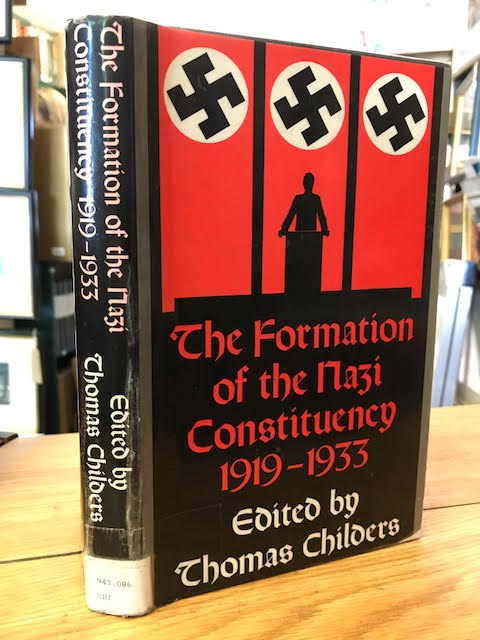 The Formation of the Nazi
Constituency 1919-1933
Edited by
Thomas Childers
943.086
CHI
The Formation
of the Nazi
Constituency
1919-1933
Edited by
Thomas Childers